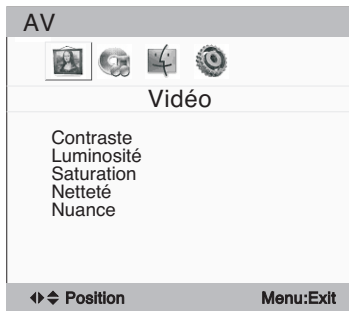 AV
Vidéo
Contraste
Luminosité
Saturation
Netteté
Nuance
Position Menu:Exit